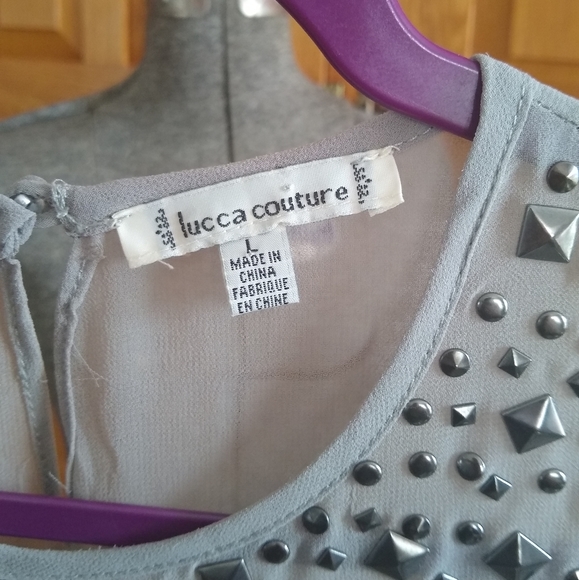 lucca couture
L
MADE IN
CHINA
FABRIQUE
EN CHINE